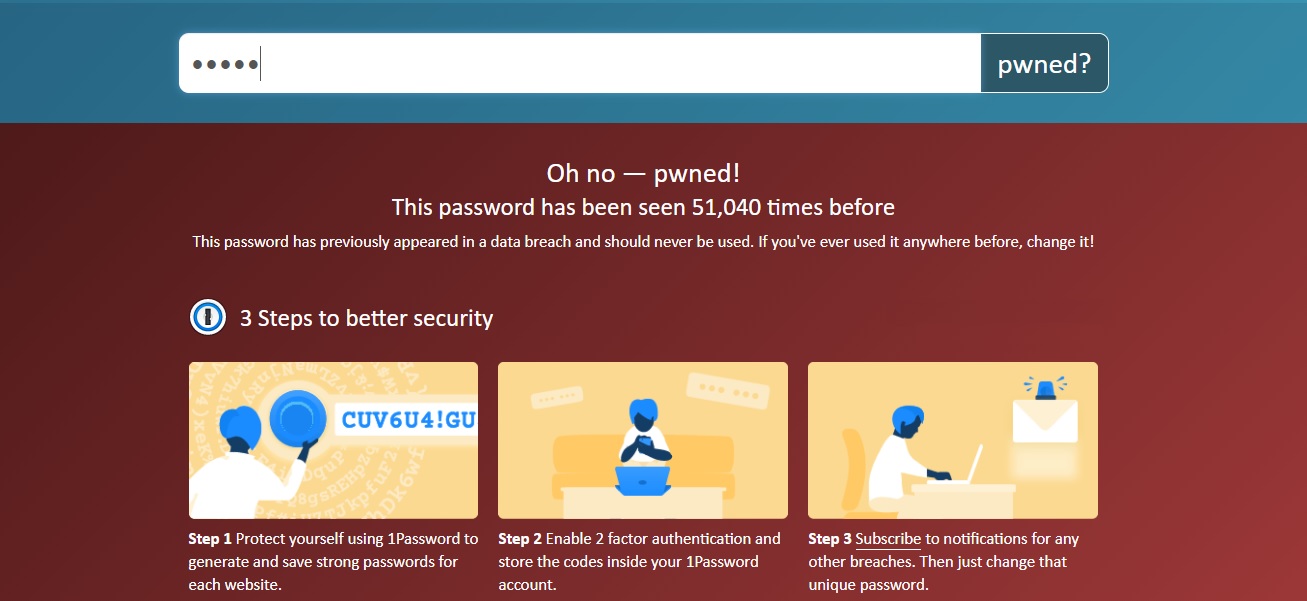 •••••
pwned?
Oh no — pwned!
This password has been seen 51,040 times before
This password has previously appeared in a data breach and should never be used. If you've ever used it anywhere before, change it!
3 Steps to better security
CUV6U4!GU
Step 1 Protect yourself using 1Password to
generate and save strong passwords for
each website.
Step 2 Enable 2 factor authentication and
store the codes inside your 1Password
account.
Step 3 Subscribe to notifications for any
other breaches. Then just change that
unique password.